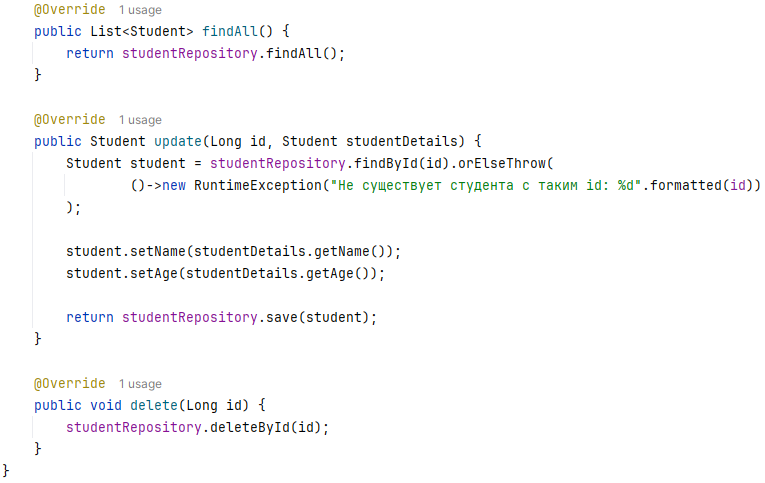 @Override 1 usage
public List<Student> findAll() {
    return studentRepository.findAll();
}
@Override 1 usage
public Student update(Long id, Student studentDetails) {
    Student student = studentRepository.findById(id).orElseThrow(
            ()->new RuntimeException("Не существует студента с таким id: %d".formatted(id))
    );
    student.setName(studentDetails.getName());
    student.setAge(studentDetails.getAge());
    return studentRepository.save(student);
}
@Override 1 usage
public void delete(Long id) {
    studentRepository.deleteById(id);
}
}